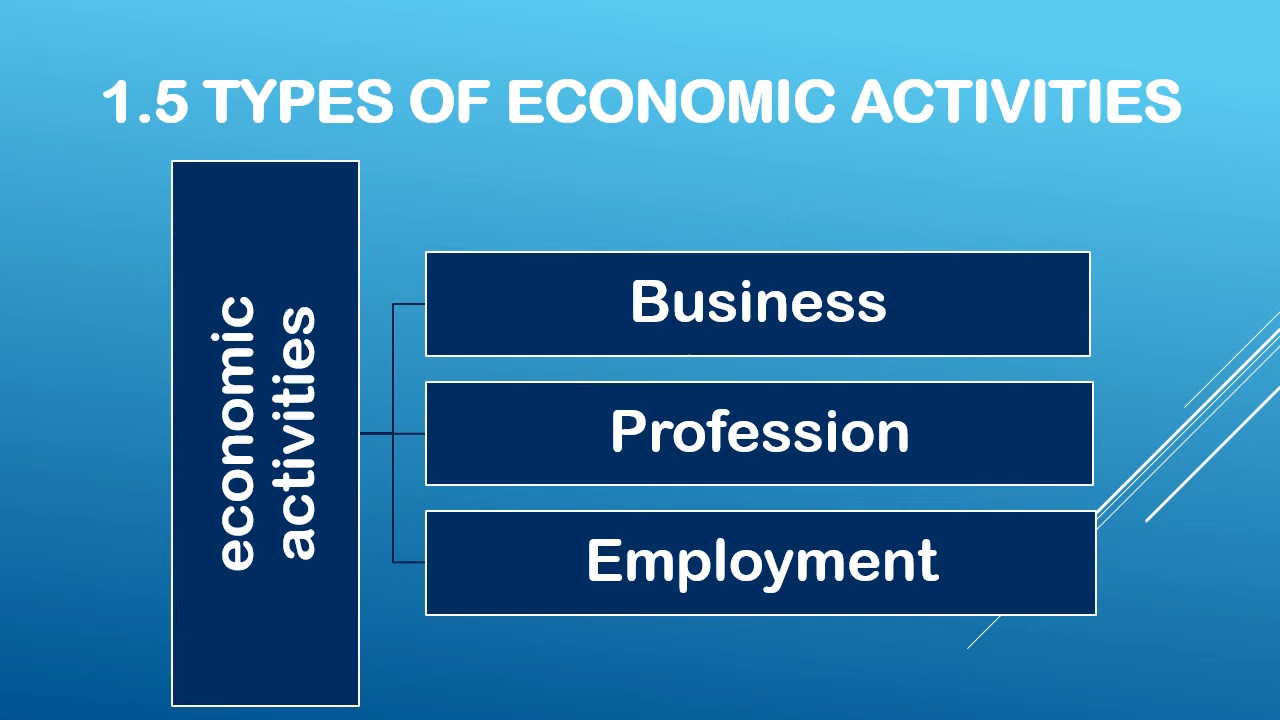 1.5 TYPES OF ECONOMIC ACTIVITIES
economic
activities
Business
Profession
Employment